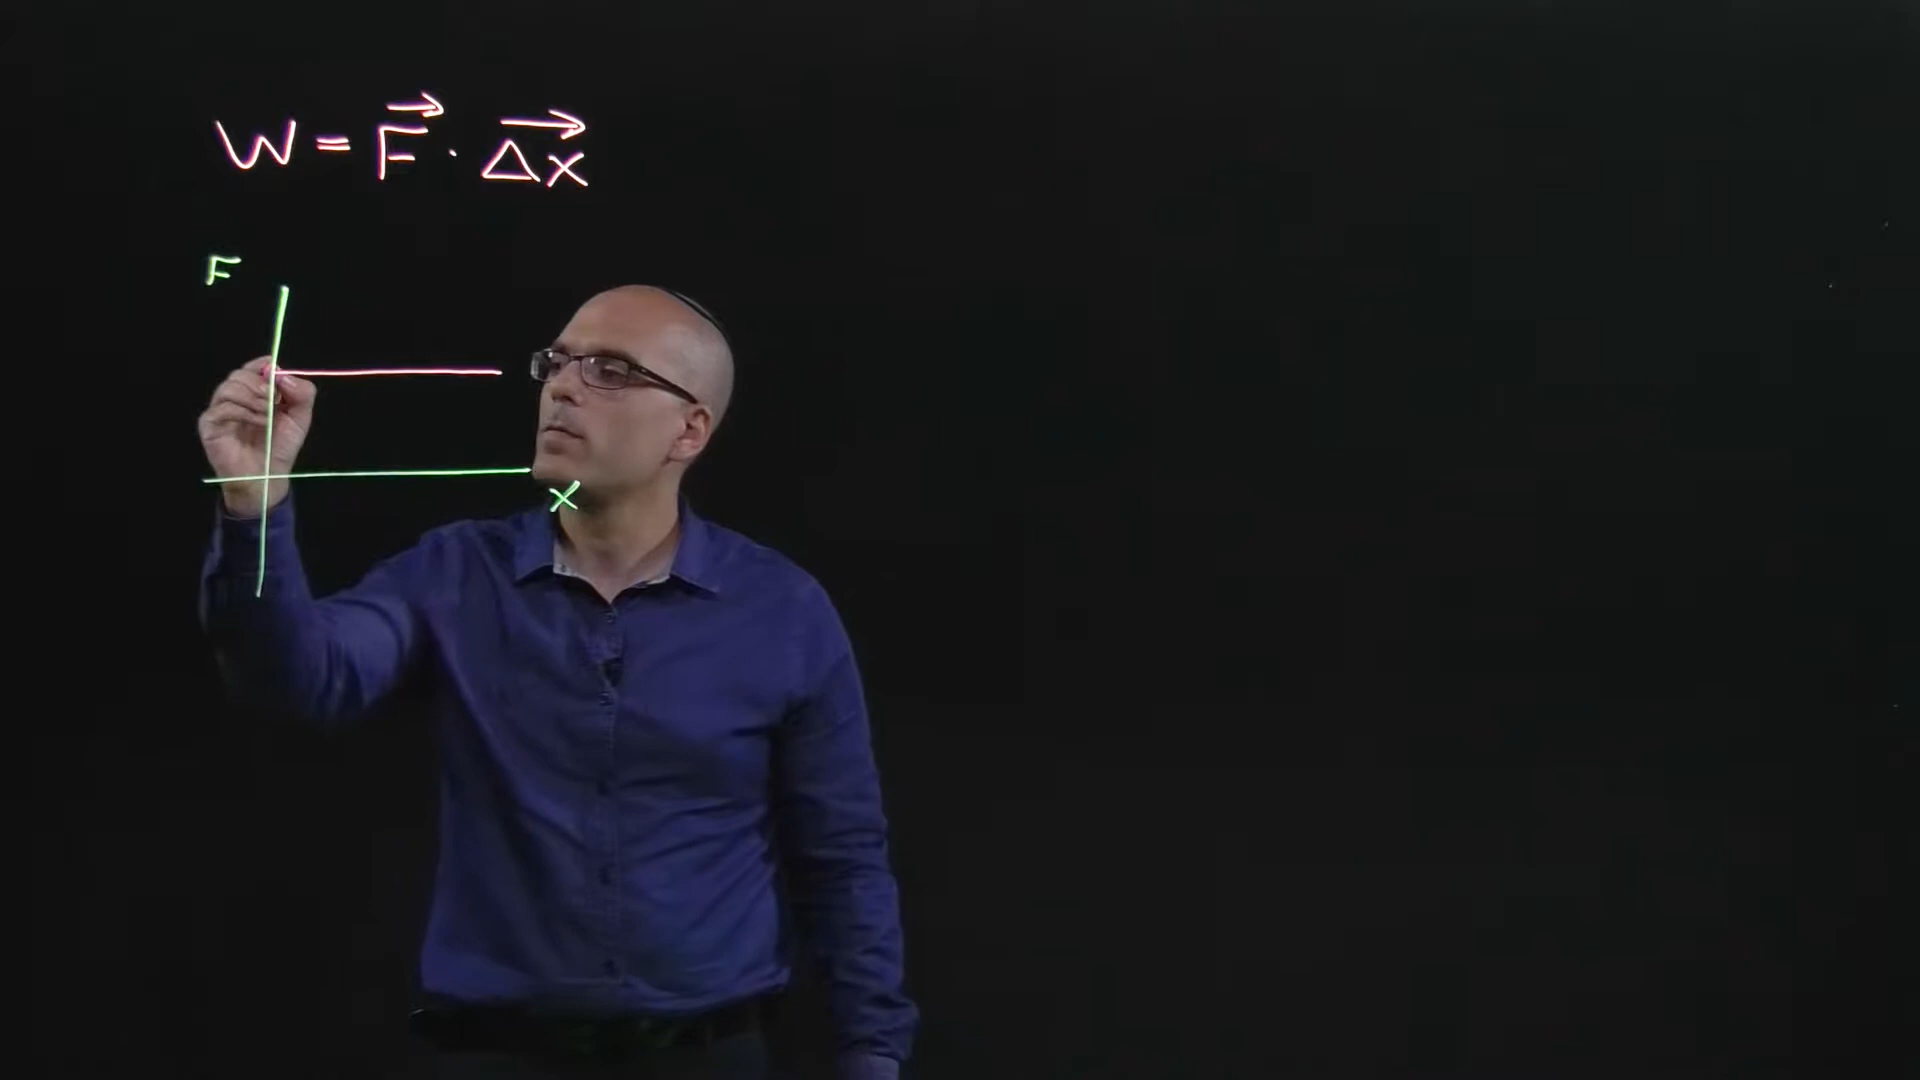 W = F⃗ · Δx⃗
F
X